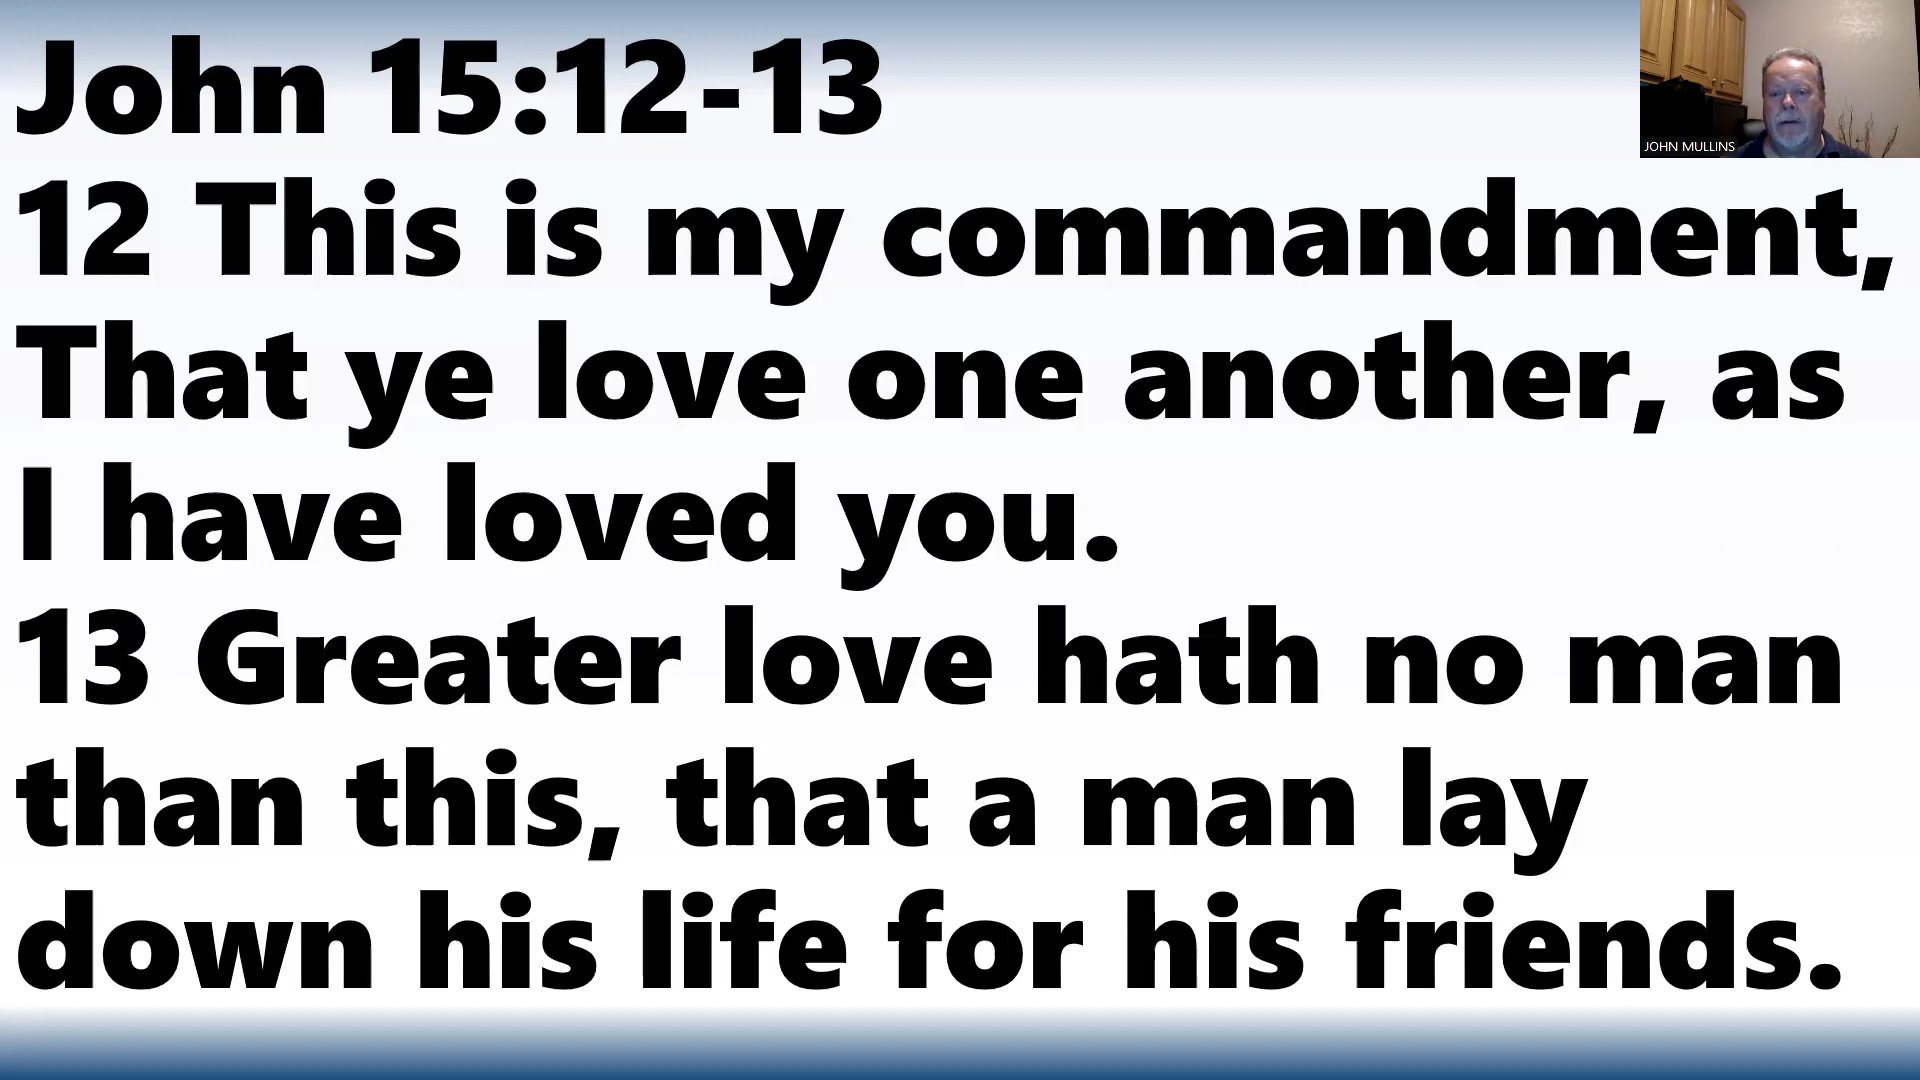 John 15:12-13
JOHN MULLINS
12 This is my commandment,
That ye love one another, as
I have loved you.
13 Greater love hath no man
than this, that a man lay
down his life for his friends.